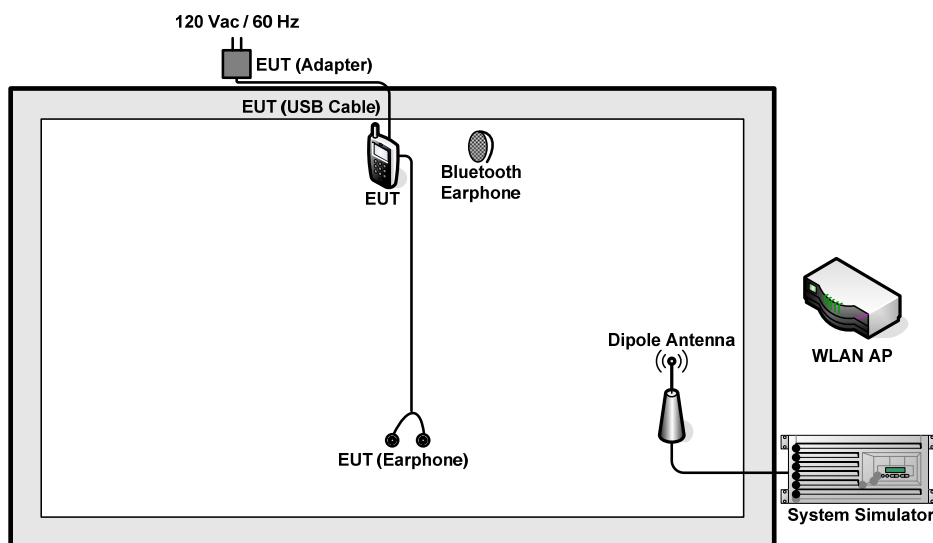 120 Vac / 60 Hz
EUT (Adapter)
EUT (USB Cable)
EUT
Bluetooth
Earphone
Dipole Antenna
WLAN AP
EUT (Earphone)
System Simulator